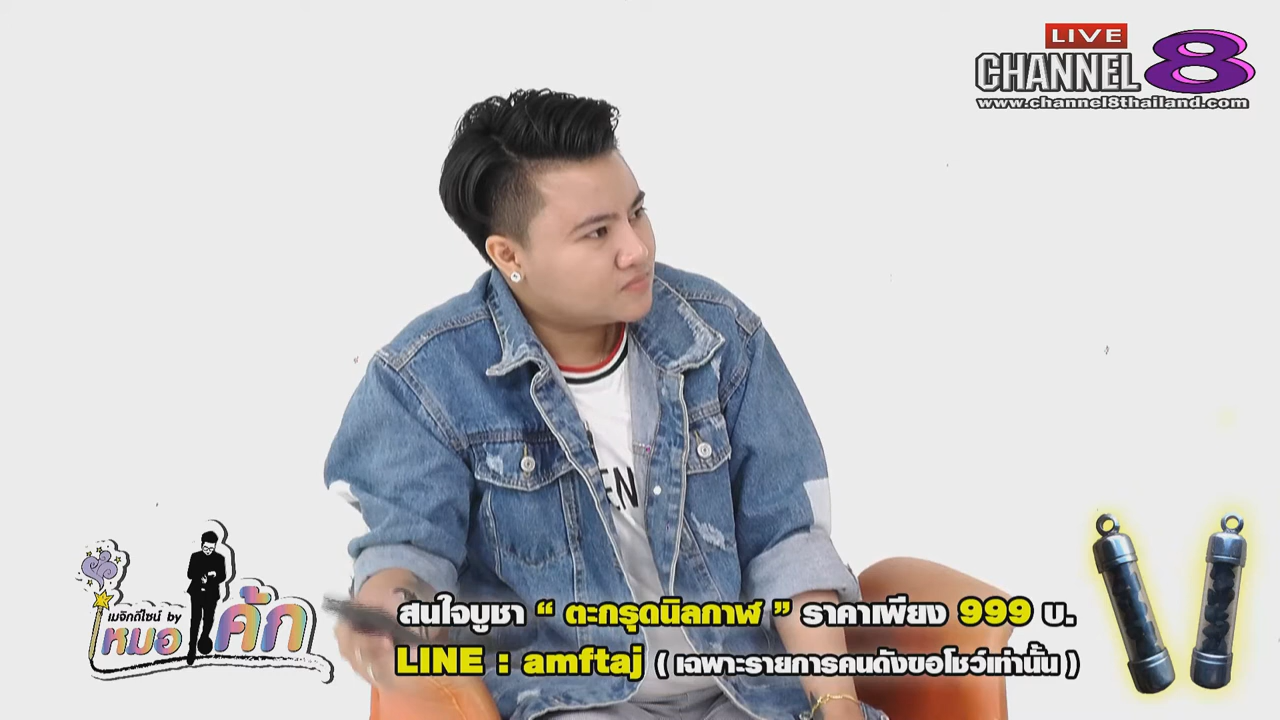 LIVE
CHANNEL 8
www.channel8thailand.com
EN
เมจิกดีไซน์ by
หมอ
ค้ก
สนใจบูชา “ ตะกรุดนิลกาฬ ” ราคาเพียง 999 บ.
LINE : amftaj ( เฉพาะรายการคนดังขอโชว์เท่านั้น )